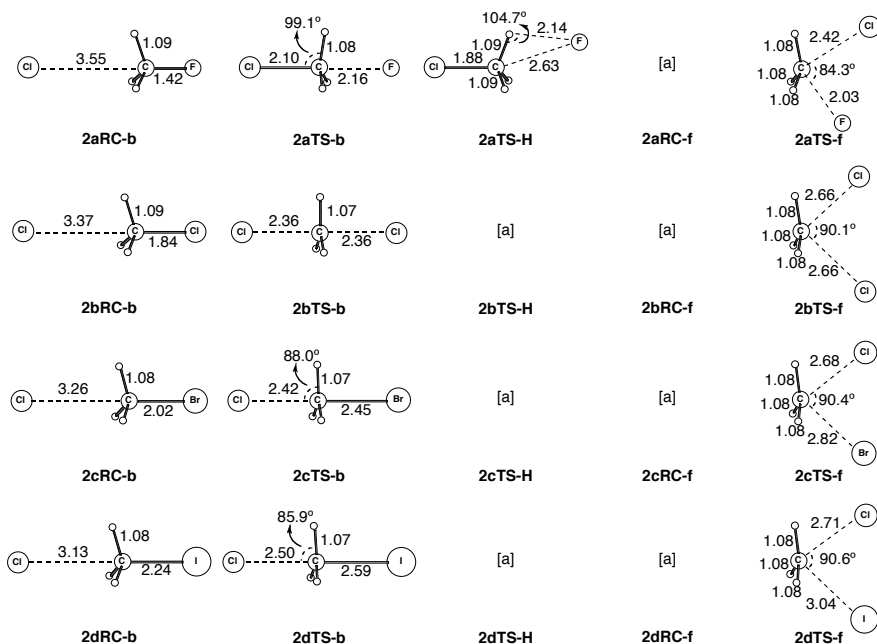 99.1º 104.7º 2.14 F 2.42 Cl
Cl 3.55 1.09 C 1.42 F
Cl 2.10 1.08 C 2.16 F
Cl 1.88 1.09 C 1.09 2.63
[a]
1.08 1.08 C 84.3º 1.08 2.03 F
2aRC-b 2aTS-b 2aTS-H 2aRC-f 2aTS-f
Cl 3.37 1.09 C 1.84 Cl
Cl 2.36 1.07 C 2.36 Cl
[a]
[a]
Cl 2.66 1.08 1.08 C 90.1º 1.08 2.66 Cl
2bRC-b 2bTS-b 2bTS-H 2bRC-f 2bTS-f
Cl 3.26 1.08 C 2.02 Br
88.0º Cl 2.42 1.07 C 2.45 Br
[a]
[a]
Cl 2.68 1.08 1.08 C 90.4º 1.08 2.82 Br
2cRC-b 2cTS-b 2cTS-H 2cRC-f 2cTS-f
Cl 3.13 1.08 C 2.24 I
85.9º Cl 2.50 1.07 C 2.59 I
[a]
[a]
Cl 2.71 1.08 1.08 C 90.6º 1.08 3.04 I
2dRC-b 2dTS-b 2dTS-H 2dRC-f 2dTS-f